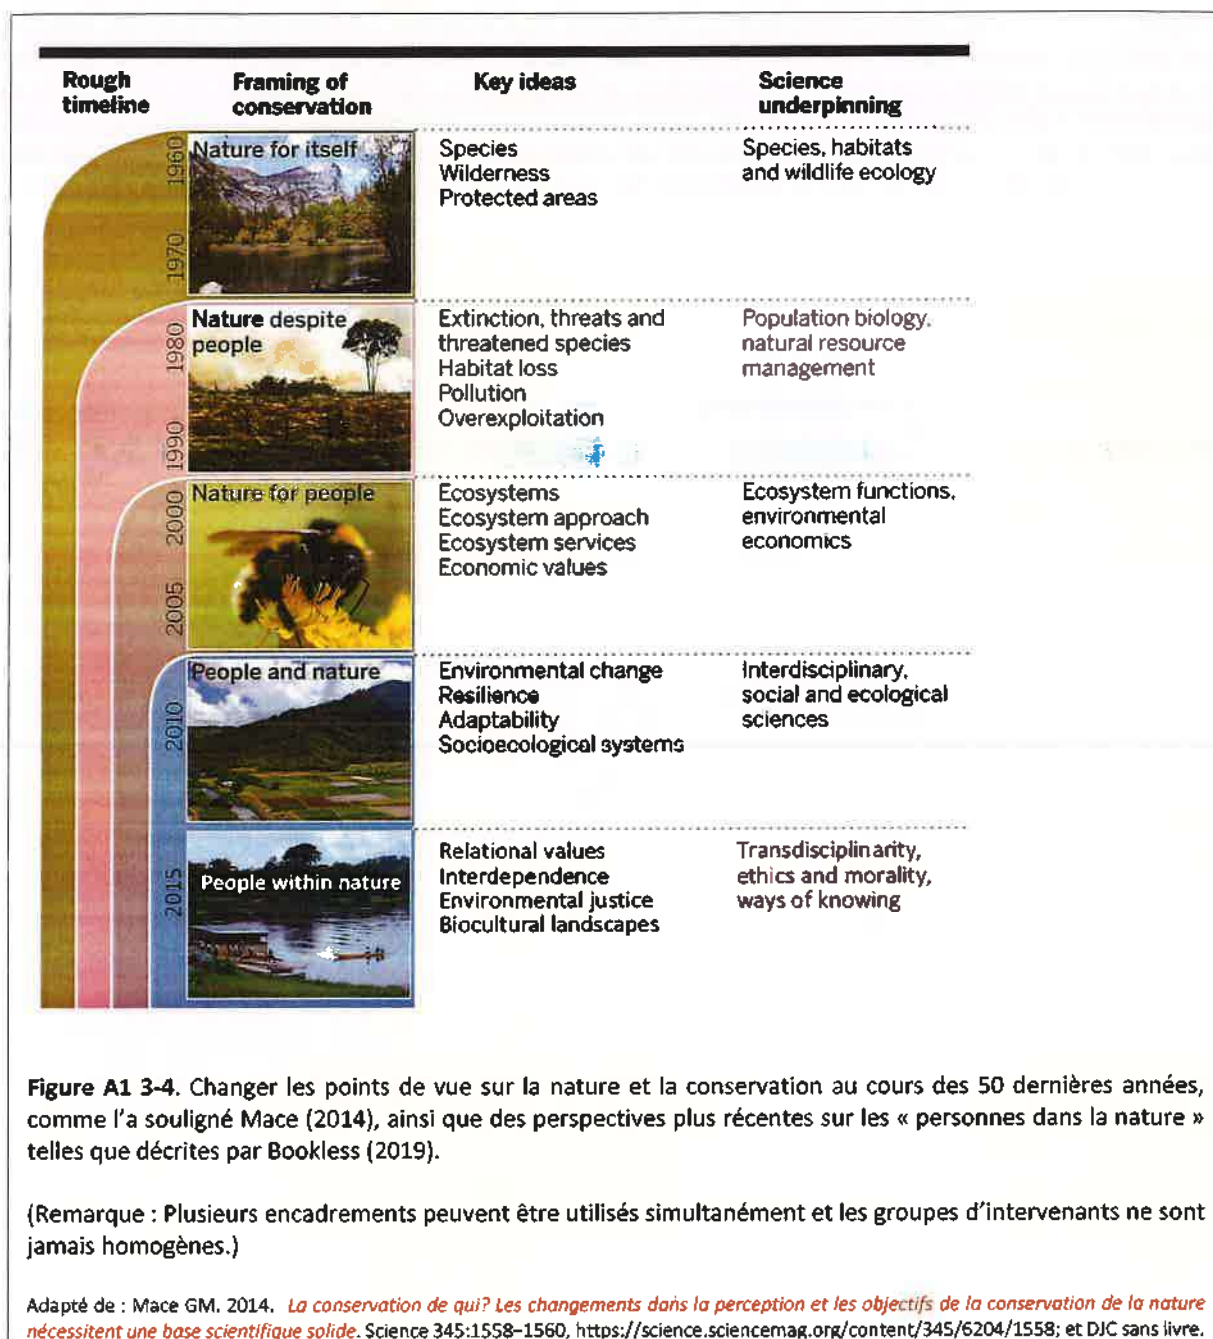 Rough timeline
Framing of conservation
Key ideas
Science underpinning
1960
1970
Nature for itself
Species
Wilderness
Protected areas
Species, habitats
and wildlife ecology
1980
1990
Nature despite
people
Extinction, threats and
threatened species
Habitat loss
Pollution
Overexploitation
Population biology,
natural resource
management
2000
2005
Nature for people
Ecosystems
Ecosystem approach
Ecosystem services
Economic values
Ecosystem functions,
environmental
economics
2010
People and nature
Environmental change
Resilience
Adaptability
Socioecological systems
Interdisciplinary,
social and ecological
sciences
2015
People within nature
Relational values
Interdependence
Environmental justice
Biocultural landscapes
Transdisciplinarity,
ethics and morality,
ways of knowing
Figure A1 3-4. Changer les points de vue sur la nature et la conservation au cours des 50 dernières années,
comme l'a souligné Mace (2014), ainsi que des perspectives plus récentes sur les « personnes dans la nature »
telles que décrites par Bookless (2019).
(Remarque : Plusieurs encadrements peuvent être utilisés simultanément et les groupes d'intervenants ne sont
jamais homogènes.)
Adapté de : Mace GM. 2014. La conservation de qui? Les changements dans la perception et les objectifs de la conservation de la nature
nécessitent une base scientifique solide. Science 345:1558–1560, https://science.sciencemag.org/content/345/6204/1558; et DJC sans livre.